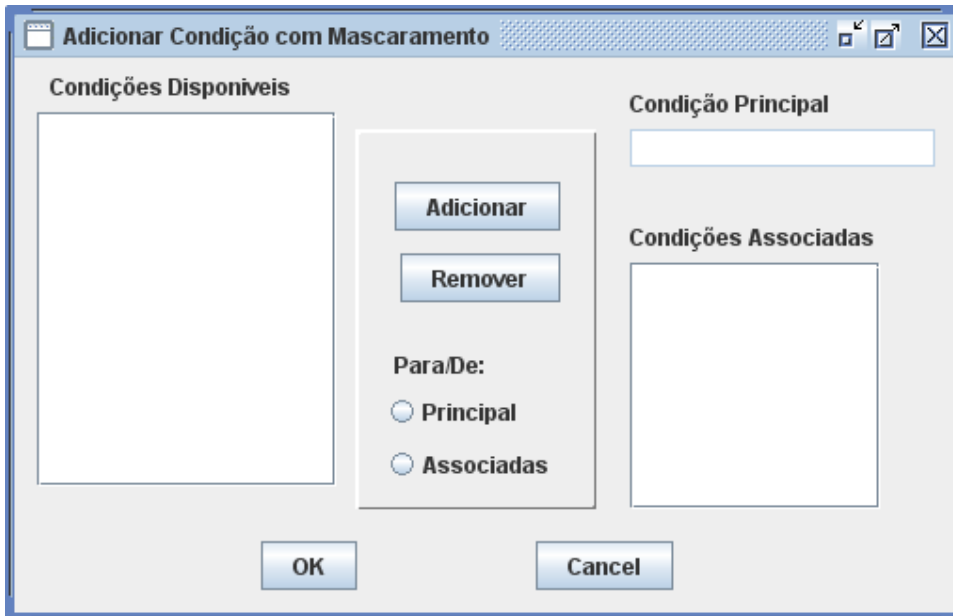 Adicionar Condição com Mascaramento
Condições Disponiveis
Condição Principal
Adicionar
Condições Associadas
Remover
Para/De:
Principal
Associadas
OK
Cancel